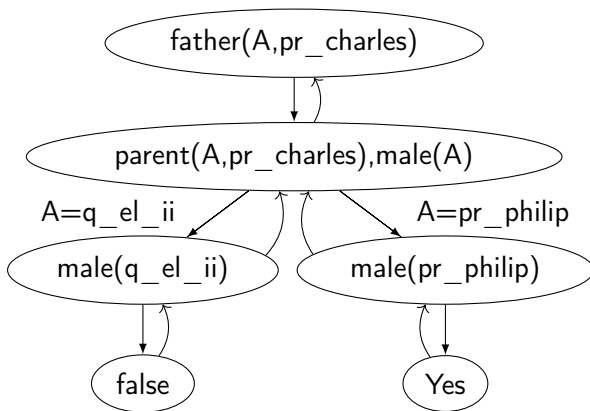 father(A,pr_charles)
parent(A,pr_charles),male(A)
A=q_el_ii
A=pr_philip
male(q_el_ii)
male(pr_philip)
false
Yes